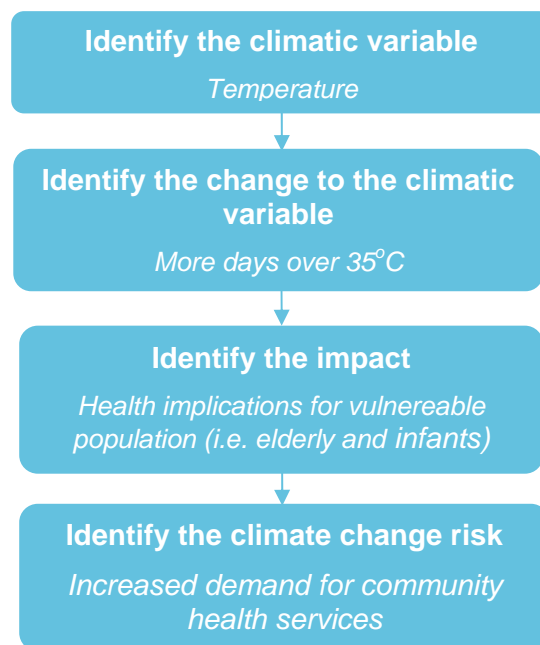 Identify the climatic variable
Temperature
Identify the change to the climatic
variable
More days over 35°C
Identify the impact
Health implications for vulnereable
population (i.e. elderly and infants)
Identify the climate change risk
Increased demand for community
health services